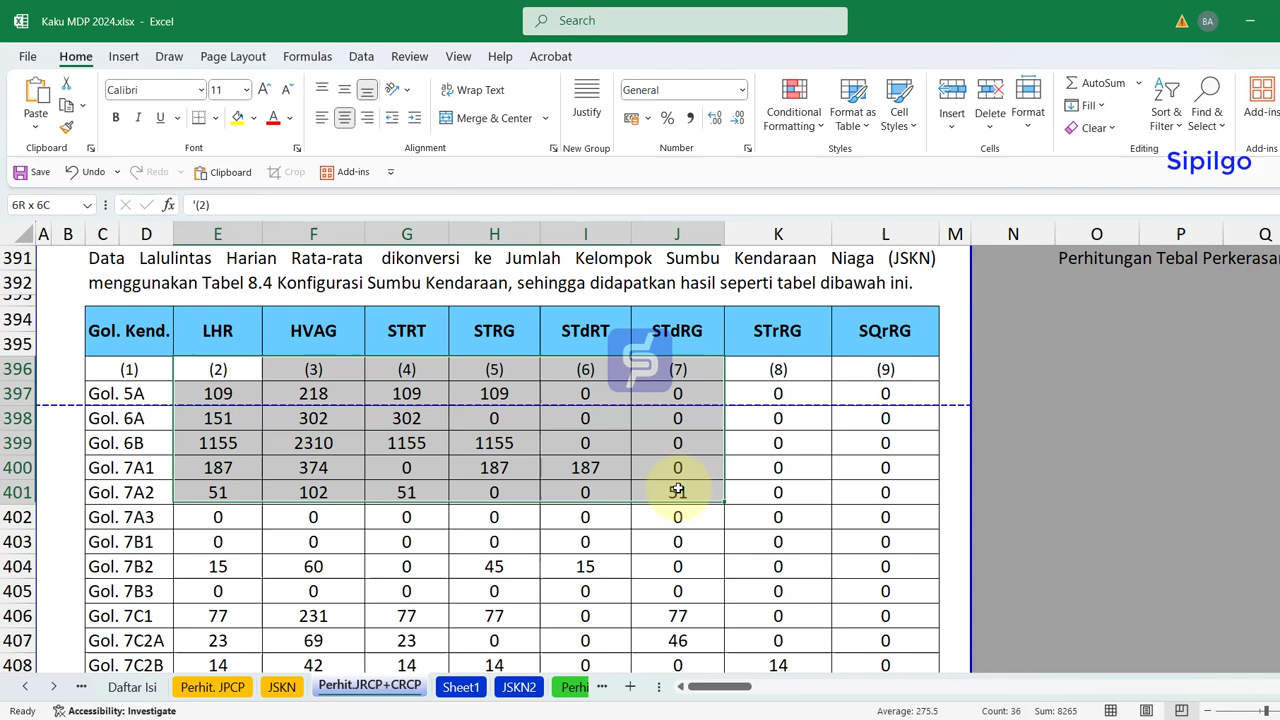 Kaku MDP 2024.xlsx - Excel
Search
BA
File Home Insert Draw Page Layout Formulas Data Review View Help Acrobat
Paste
Calibri 11
B I U
Wrap Text
Merge & Center
Justify
General
Conditional Formatting
Format as Table
Cell Styles
Insert Delete Format
AutoSum
Fill
Clear
Sort & Filter
Find & Select
Add-ins
Clipboard Font Alignment New Group Number Styles Cells Editing
Sipilgo
Save Undo Redo Clipboard Crop Add-ins
6R x 6C fx '(2)
A B C D E F G H I J K L M N O P Q
391 Data Lalulintas Harian Rata-rata dikonversi ke Jumlah Kelompok Sumbu Kendaraan Niaga (JSKN) Perhitungan Tebal Perkerasa
392 menggunakan Tabel 8.4 Konfigurasi Sumbu Kendaraan, sehingga didapatkan hasil seperti tabel dibawah ini.
394
Gol. Kend. LHR HVAG STRT STRG STdRT STdRG STrRG SQrRG
395
396 (1) (2) (3) (4) (5) (6) (7) (8) (9)
397 Gol. 5A 109 218 109 109 0 0 0 0
398 Gol. 6A 151 302 302 0 0 0 0 0
399 Gol. 6B 1155 2310 1155 1155 0 0 0 0
400 Gol. 7A1 187 374 0 187 187 0 0 0
401 Gol. 7A2 51 102 51 0 0 51 0 0
402 Gol. 7A3 0 0 0 0 0 0 0 0
403 Gol. 7B1 0 0 0 0 0 0 0 0
404 Gol. 7B2 15 60 0 45 15 0 0 0
405 Gol. 7B3 0 0 0 0 0 0 0 0
406 Gol. 7C1 77 231 77 77 0 77 0 0
407 Gol. 7C2A 23 69 23 0 0 46 0 0
408 Gol. 7C2B 14 42 14 14 0 0 14 0
Daftar Isi Perhit. JPCP JSKN Perhit.JRCP+CRCP Sheet1 JSKN2 Perhi
Ready Accessibility: Investigate Average: 275.5 Count: 36 Sum: 8265